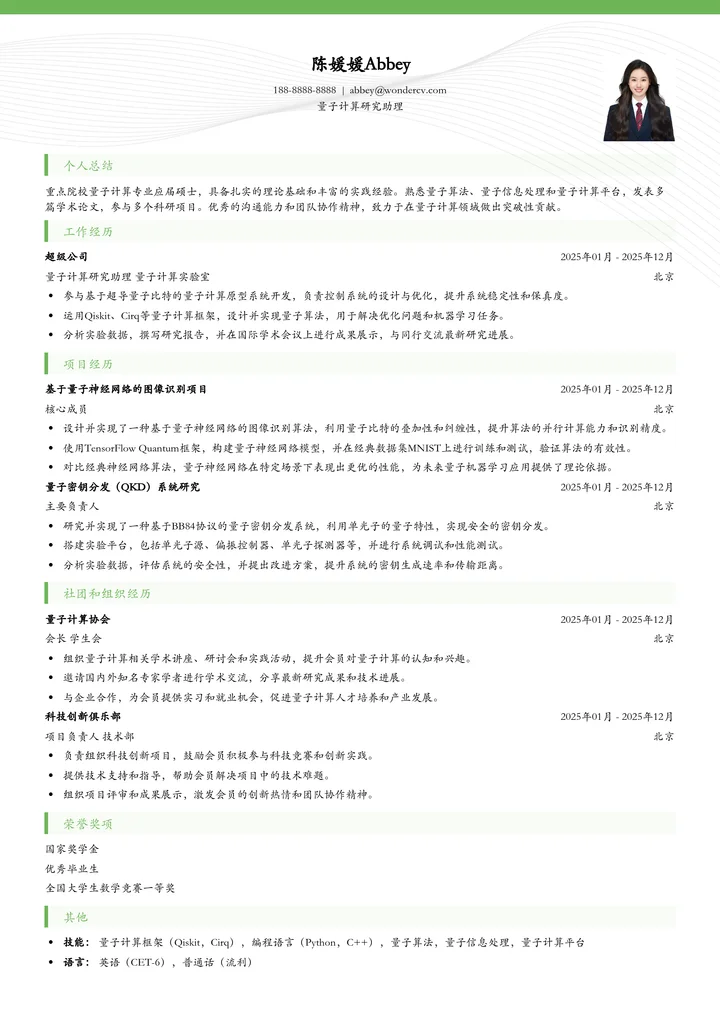 陈媛媛Abbey
188-8888-8888 | abbey@wondercv.com
量子计算研究助理
个人总结
重点院校量子计算专业应届硕士，具备扎实的理论基础和丰富的实践经验。熟悉量子算法、量子信息处理和量子计算平台，发表多
篇学术论文，参与多个科研项目。优秀的沟通能力和团队协作精神，致力于在量子计算领域做出突破性贡献。
工作经历
超级公司 2025年01月 - 2025年12月
量子计算研究助理 量子计算实验室 北京
• 参与基于超导量子比特的量子计算原型系统开发，负责控制系统的设计与优化，提升系统稳定性和保真度。
• 运用Qiskit、Cirq等量子计算框架，设计并实现量子算法，用于解决优化问题和机器学习任务。
• 分析实验数据，撰写研究报告，并在国际学术会议上进行成果展示，与同行交流最新研究进展。
项目经历
基于量子神经网络的图像识别项目 2025年01月 - 2025年12月
核心成员 北京
• 设计并实现了一种基于量子神经网络的图像识别算法，利用量子比特的叠加性和纠缠性，提升算法的并行计算能力和识别精度。
• 使用TensorFlow Quantum框架，构建量子神经网络模型，并在经典数据集MNIST上进行训练和测试，验证算法的有效性。
• 对比经典神经网络算法，量子神经网络在特定场景下表现出更优的性能，为未来量子机器学习应用提供了理论依据。
量子密钥分发（QKD）系统研究 2025年01月 - 2025年12月
主要负责人 北京
• 研究并实现了一种基于BB84协议的量子密钥分发系统，利用单光子的量子特性，实现安全的密钥分发。
• 搭建实验平台，包括单光子源、偏振控制器、单光子探测器等，并进行系统调试和性能测试。
• 分析实验数据，评估系统的安全性，并提出改进方案，提升系统的密钥生成速率和传输距离。
社团和组织经历
量子计算协会 2025年01月 - 2025年12月
会长 学生会 北京
• 组织量子计算相关学术讲座、研讨会和实践活动，提升会员对量子计算的认知和兴趣。
• 邀请国内外知名专家学者进行学术交流，分享最新研究成果和技术进展。
• 与企业合作，为会员提供实习和就业机会，促进量子计算人才培养和产业发展。
科技创新俱乐部 2025年01月 - 2025年12月
项目负责人 技术部 北京
• 负责组织科技创新项目，鼓励会员积极参与科技竞赛和创新实践。
• 提供技术支持和指导，帮助会员解决项目中的技术难题。
• 组织项目评审和成果展示，激发会员的创新热情和团队协作精神。
荣誉奖项
国家奖学金
优秀毕业生
全国大学生数学竞赛一等奖
其他
• 技能： 量子计算框架（Qiskit，Cirq），编程语言（Python，C++），量子算法，量子信息处理，量子计算平台
• 语言： 英语（CET-6），普通话（流利）